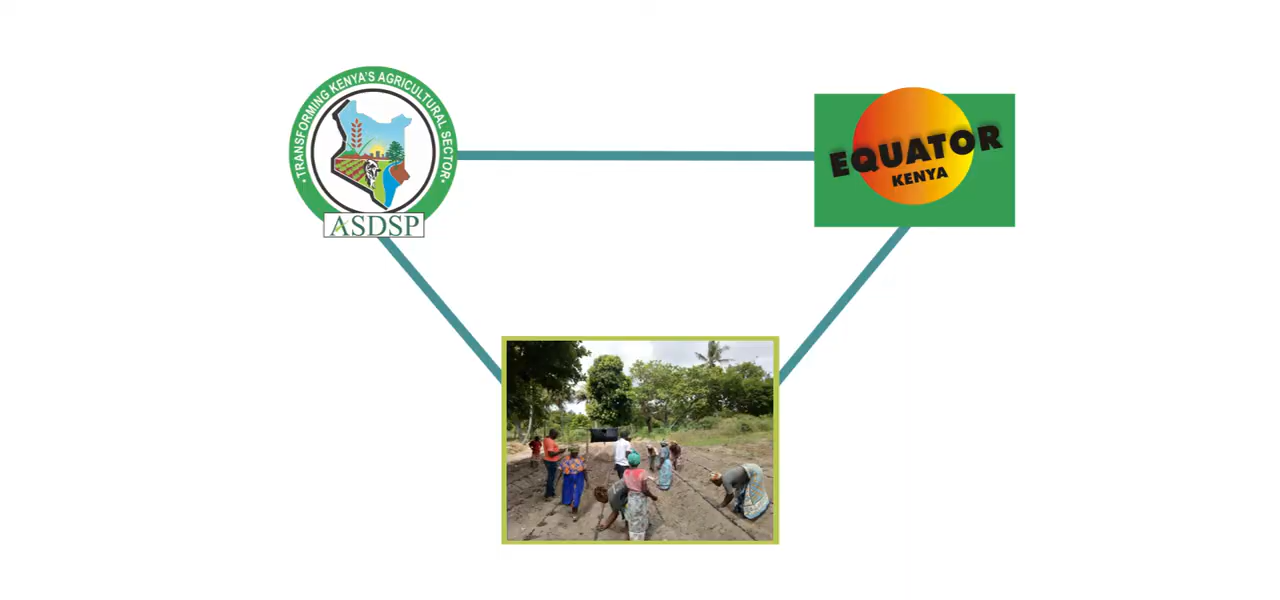 · TRANSFORMING KENYA'S AGRICULTURAL SECTOR ·
ASDSP
EQUATOR
KENYA